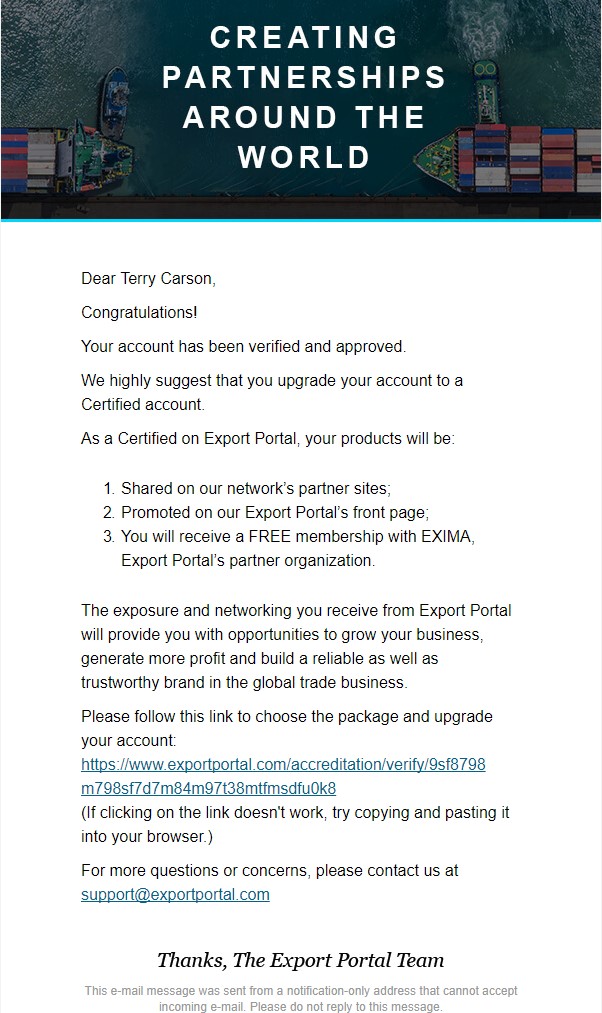 CREATING
PARTNERSHIPS
AROUND THE
WORLD
Dear Terry Carson,
Congratulations!
Your account has been verified and approved.
We highly suggest that you upgrade your account to a
Certified account.
As a Certified on Export Portal, your products will be:
1. Shared on our network's partner sites;
2. Promoted on our Export Portal's front page;
3. You will receive a FREE membership with EXIMA,
Export Portal's partner organization.
The exposure and networking you receive from Export Portal
will provide you with opportunities to grow your business,
generate more profit and build a reliable as well as
trustworthy brand in the global trade business.
Please follow this link to choose the package and upgrade
your account:
https://www.exportportal.com/accreditation/verify/9sf8798
m798sf7d7m84m97t38mtfmsdfu0k8
(If clicking on the link doesn't work, try copying and pasting it
into your browser.)
For more questions or concerns, please contact us at
support@exportportal.com
Thanks, The Export Portal Team
This e-mail message was sent from a notification-only address that cannot accept
incoming e-mail. Please do not reply to this message.